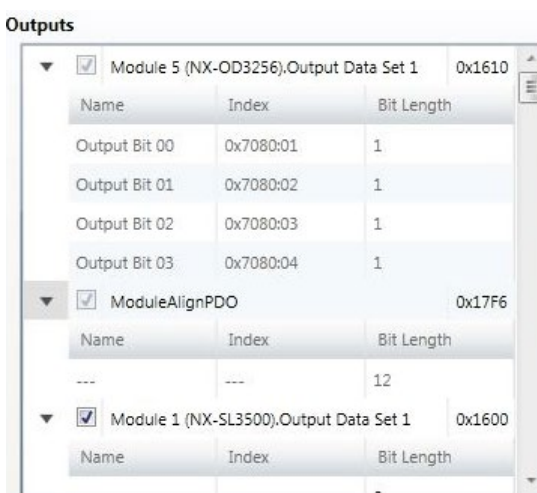 Outputs
Module 5 (NX-OD3256).Output Data Set 1 0x1610
Name Index Bit Length
Output Bit 00 0x7080:01 1
Output Bit 01 0x7080:02 1
Output Bit 02 0x7080:03 1
Output Bit 03 0x7080:04 1
ModuleAlignPDO 0x17F6
Name Index Bit Length
--- --- 12
Module 1 (NX-SL3500).Output Data Set 1 0x1600
Name Index Bit Length